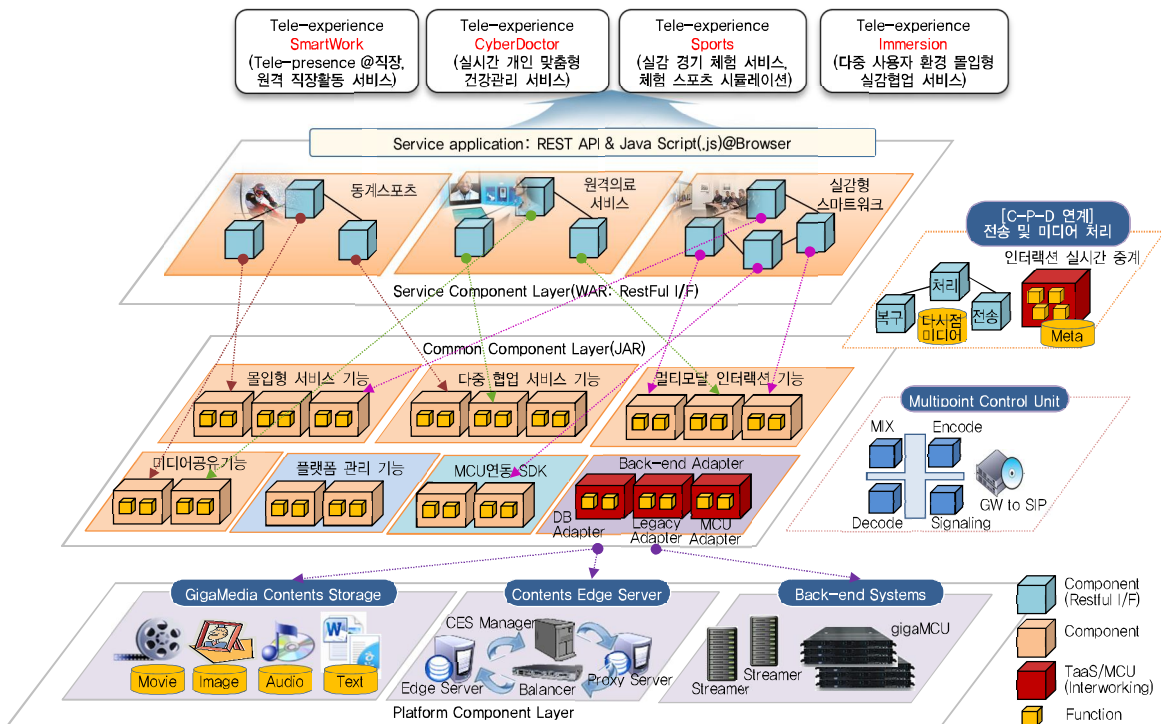 Tele-experience
SmartWork
(Tele-presence @직장,
원격 직장활동 서비스)
Tele-experience
CyberDoctor
(실시간 개인 맞춤형
건강관리 서비스)
Tele-experience
Sports
(실감 경기 체험 서비스,
체험 스포츠 시뮬레이션)
Tele-experience
Immersion
(다중 사용자 환경 몰입형
실감협업 서비스)
Service application: REST API & Java Script(.js)@Browser
동계스포츠
원격의료
서비스
실감형
스마트워크
Service Component Layer(WAR: RestFul I/F)
[C-P-D 연계]
전송 및 미디어 처리
인터랙션 실시간 중계
처리
복구
다시점
미디어
전송
Meta
Common Component Layer(JAR)
몰입형 서비스 기능
다중 협업 서비스 기능
멀티모달 인터랙션 기능
미디어공유기능
플랫폼 관리 기능
MCU연동 SDK
Back-end Adapter
DB
Adapter
Legacy
Adapter
MCU
Adapter
Multipoint Control Unit
MIX
Encode
Decode
Signaling
GW to SIP
GigaMedia Contents Storage
Movie
Image
Audio
Text
Contents Edge Server
CES Manager
Edge Server
Balancer
Proxy Server
Back-end Systems
gigaMCU
Streamer
Streamer
Platform Component Layer
Component
(Restful I/F)
Component
TaaS/MCU
(Interworking)
Function